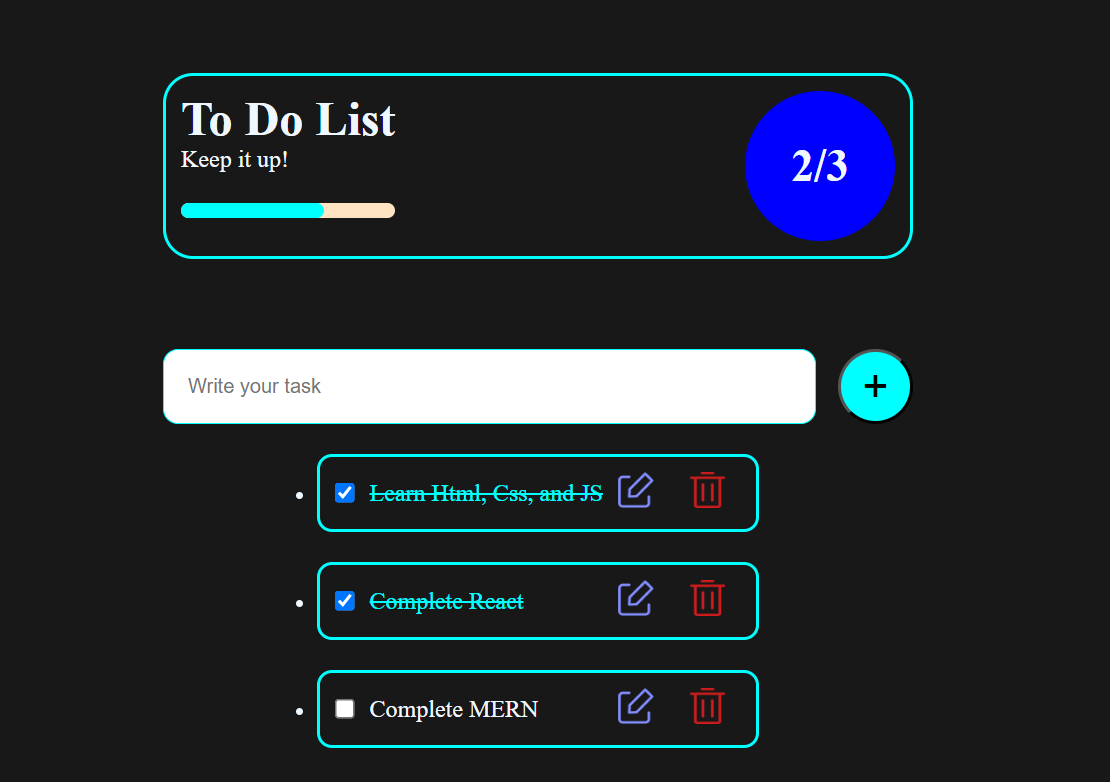 To Do List
Keep it up!
2/3
Write your task
+
Learn Html, Css, and JS
Complete React
Complete MERN